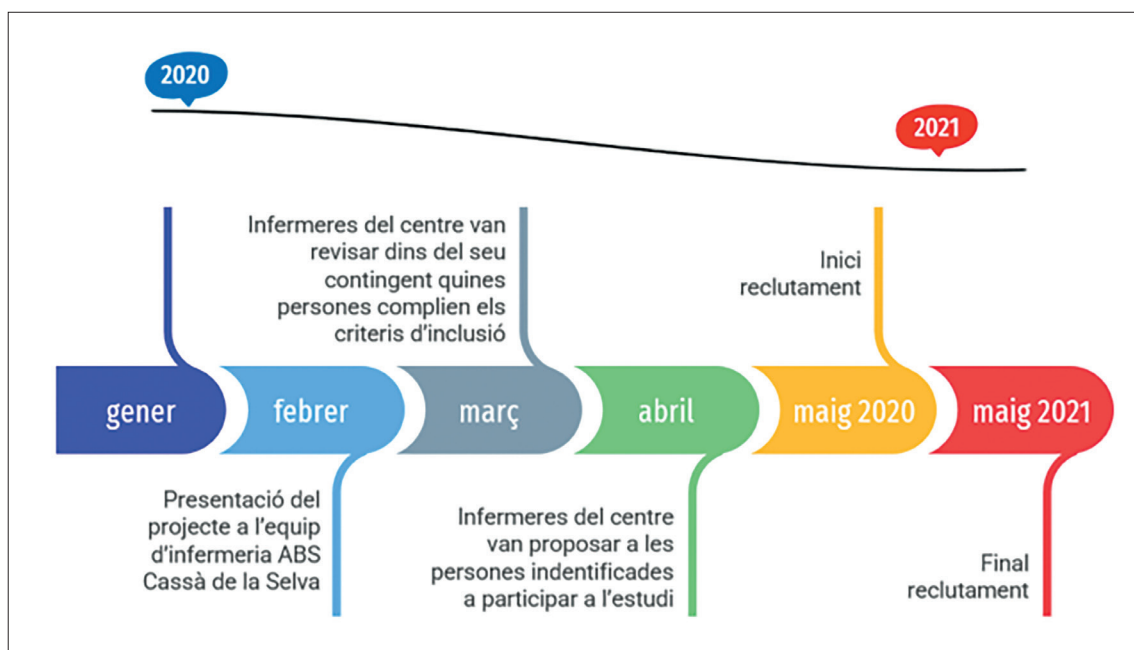 2020
2021
Infermeres del centre van
revisar dins del seu
contingent quines
persones complien els
criteris d'inclusió
Inici
reclutament
gener
febrer
març
abril
maig 2020
maig 2021
Presentació del
projecte a l'equip
d'infermeria ABS
Cassà de la Selva
Infermeres del centre
van proposar a les
persones indentificades
a participar a l'estudi
Final
reclutament